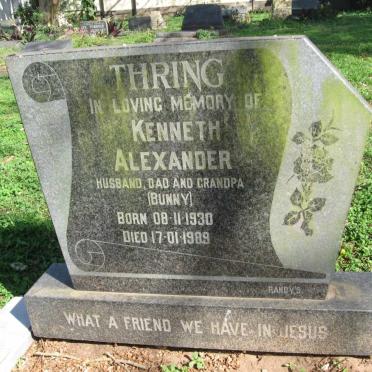 THRING
IN LOVING MEMORY OF
KENNETH
ALEXANDER
HUSBAND, DAD AND GRANDPA
(BUNNY)
BORN 08-11-1930
DIED 17-01-1989
RANDY'S
WHAT A FRIEND WE HAVE IN JESUS